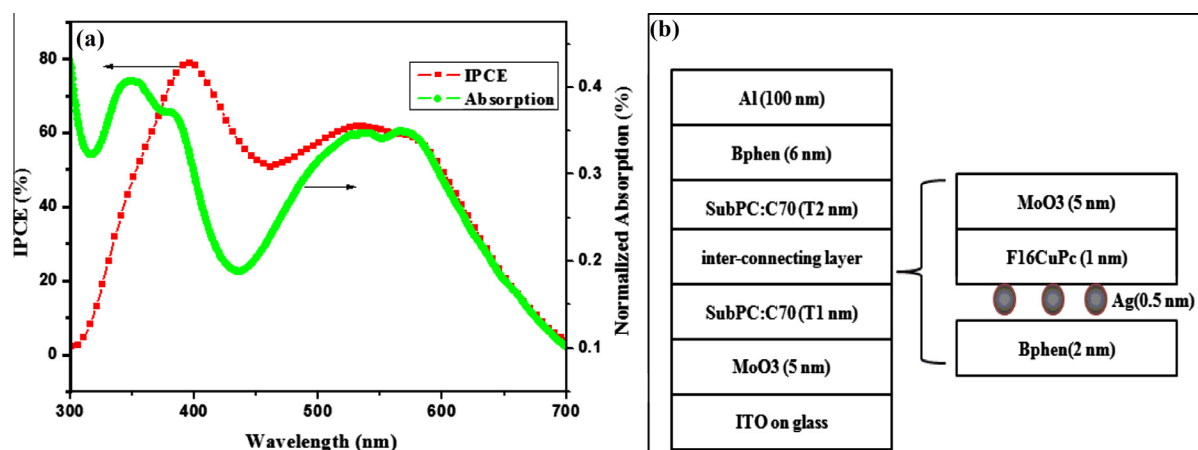 (a)
80
60
40
20
0
IPCE (%)
300
400
500
600
700
Wavelength (nm)
0.4
0.3
0.2
0.1
Normalized Absorption (%)
IPCE
Absorption
(b)
Al (100 nm)
Bphen (6 nm)
SubPC:C70 (T2 nm)
inter-connecting layer
SubPC:C70 (T1 nm)
MoO3 (5 nm)
ITO on glass
MoO3 (5 nm)
F16CuPc (1 nm)
Ag(0.5 nm)
Bphen(2 nm)